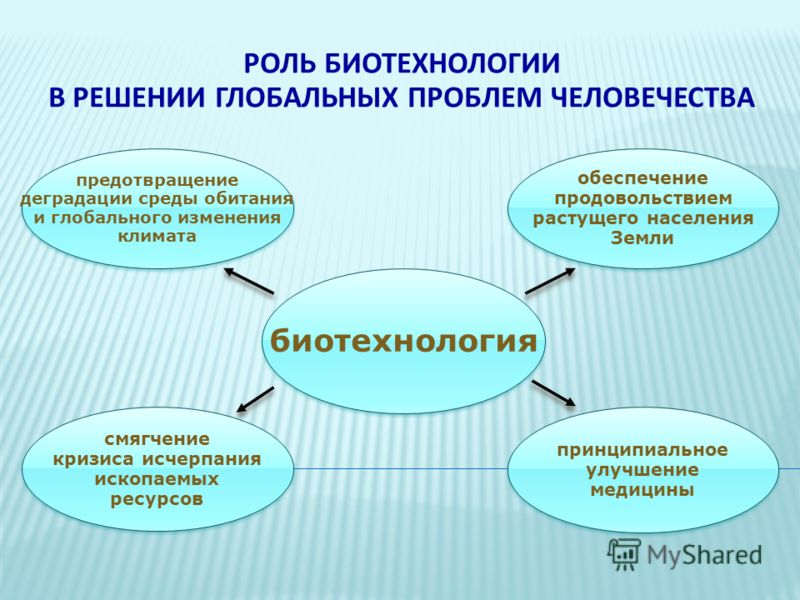 РОЛЬ БИОТЕХНОЛОГИИ
В РЕШЕНИИ ГЛОБАЛЬНЫХ ПРОБЛЕМ ЧЕЛОВЕЧЕСТВА
предотвращение
деградации среды обитания
и глобального изменения
климата
обеспечение
продовольствием
растущего населения
Земли
биотехнология
смягчение
кризиса исчерпания
ископаемых
ресурсов
принципиальное
улучшение
медицины
MyShared